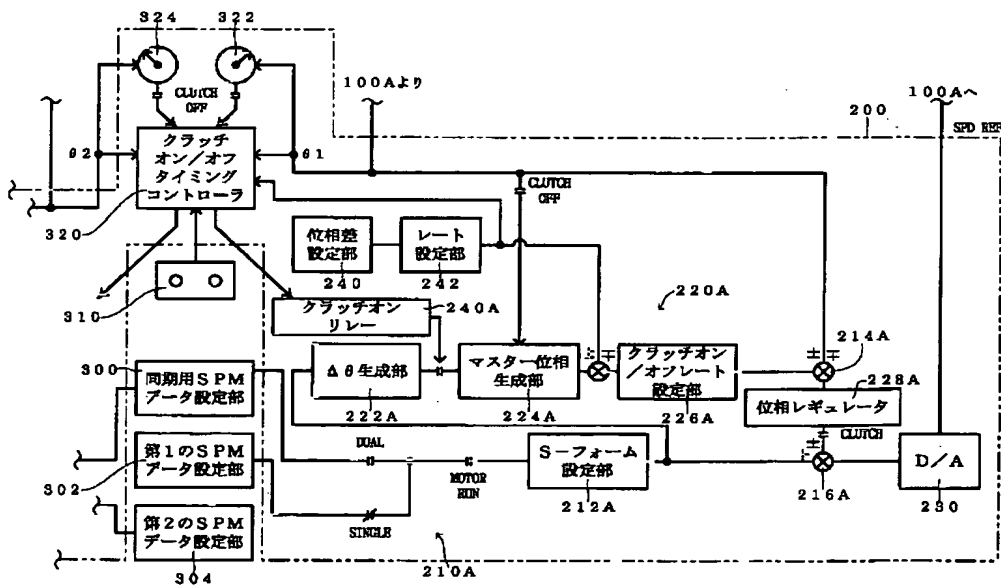 324
322
CLUTCH
OFF
100Aより
100Aへ
200
SPD REF
θ2
クラッチ
オン/オフ
タイミング
コントローラ
θ1
CLUTCH
OFF
320
位相差
設定部
レート
設定部
240
242
310
240A
クラッチオン
リレー
220A
300
同期用SPM
データ設定部
Δθ生成部
222A
マスター位相
生成部
224A
クラッチオン
/オフレート
設定部
226A
214A
228A
位相レギュレータ
CLUTCH
302
第1のSPM
データ設定部
DUAL
MOTOR
RUN
S-フォーム
設定部
212A
216A
D/A
230
SINGLE
第2のSPM
データ設定部
304
210A